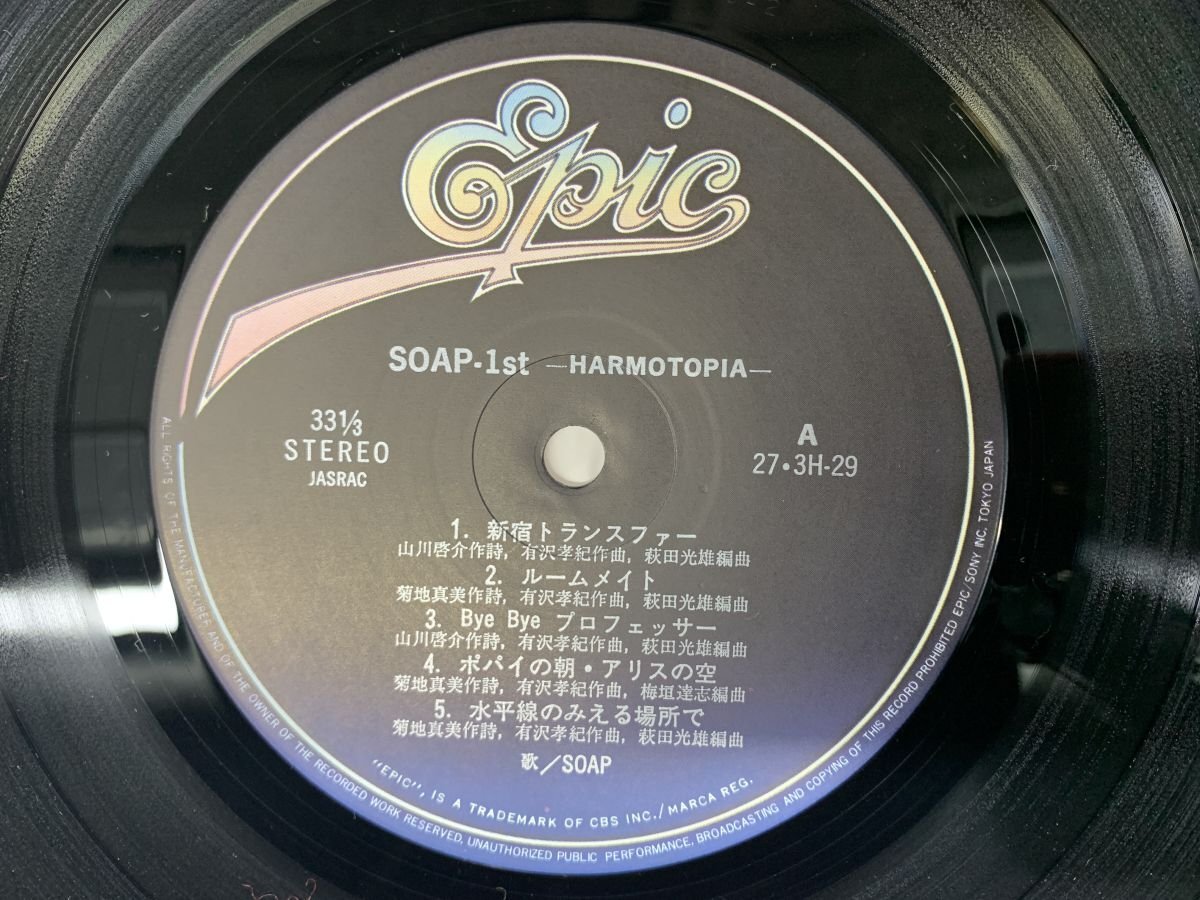 Epic
SOAP-1st —HARMOTOPIA—
33⅓
STEREO
JASRAC
A
27・3H-29
1. 新宿トランスファー
山川啓介作詩, 有沢孝紀作曲, 萩田光雄編曲
2. ルームメイト
菊地真美作詩, 有沢孝紀作曲, 萩田光雄編曲
3. Bye Bye プロフェッサー
山川啓介作詩, 有沢孝紀作曲, 萩田光雄編曲
4. ポパイの朝・アリスの空
菊地真美作詩, 有沢孝紀作曲, 梅垣達志編曲
5. 水平線のみえる場所で
菊地真美作詩, 有沢孝紀作曲, 萩田光雄編曲
歌／SOAP
"EPIC", IS A TRADEMARK OF CBS INC./MARCA REG.
ALL RIGHTS OF THE MANUFACTURER AND OF THE OWNER OF THE RECORDED WORK RESERVED, UNAUTHORIZED PUBLIC PERFORMANCE, BROADCASTING AND COPYING OF THIS RECORD PROHIBITED EPIC/SONY INC. TOKYO JAPAN